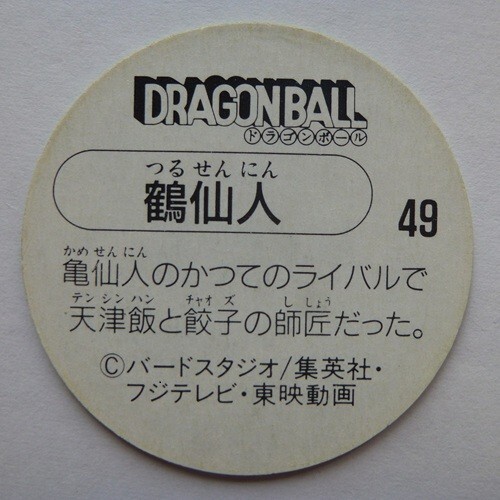 DRAGONBALL
ドラゴンボール
つるせんにん
鶴仙人
49
かめせんにん
亀仙人のかつてのライバルで
テンシンハン チャオズ ししょう
天津飯と餃子の師匠だった。
©バードスタジオ/集英社・
フジテレビ・東映動画